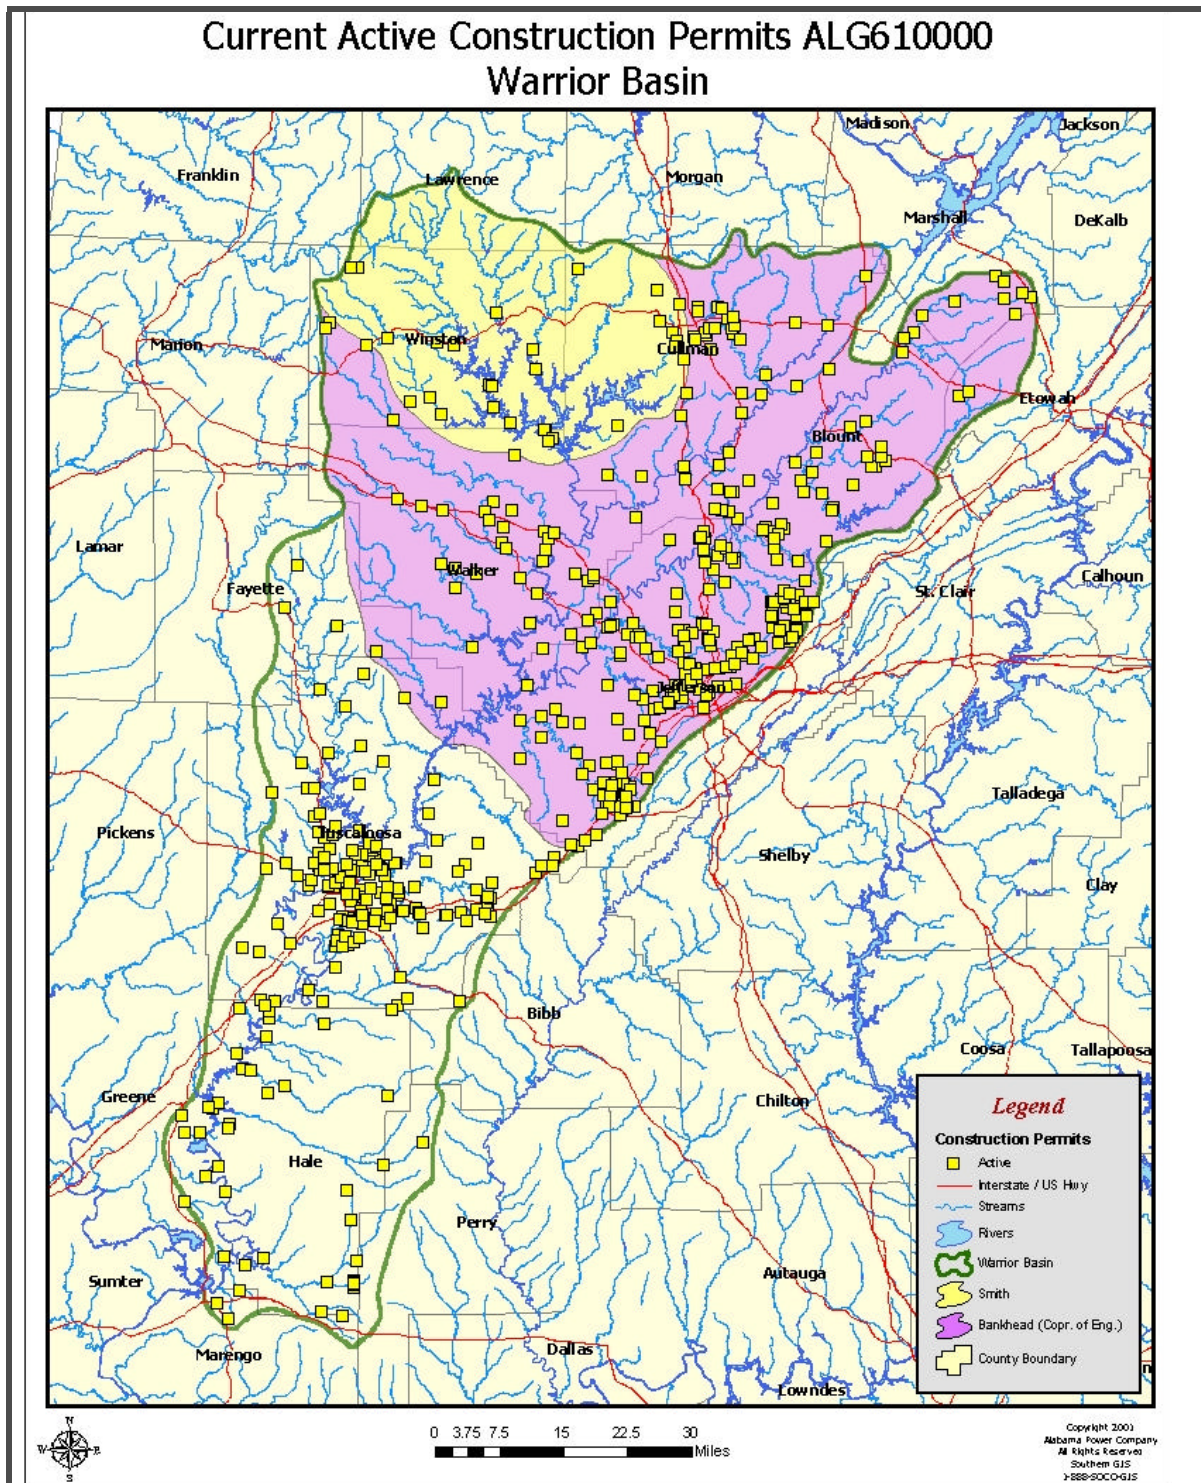 Current Active Construction Permits ALG610000
Warrior Basin
Madison
Jackson
Franklin
Lawrence
Morgan
Marshall
DeKalb
Marion
Winston
Cullman
Etowah
Blount
Lamar
Walker
Fayette
St. Clair
Calhoun
Jefferson
Talladega
Pickens
Tuscaloosa
Shelby
Clay
Bibb
Coosa
Tallapoosa
Greene
Chilton
Hale
Perry
Sumter
Autauga
Marengo
Dallas
Lowndes
n
Legend
Construction Permits
Active
Interstate / US Hwy
Streams
Rivers
Warrior Basin
Smith
Bankhead (Copr. of Eng.)
County Boundary
N
W E
S
0 3.75 7.5 15 22.5 30
Miles
Copyright 2001
Alabama Power Company
All Rights Reserved
Southern GIS
1-888-SOCO-GIS